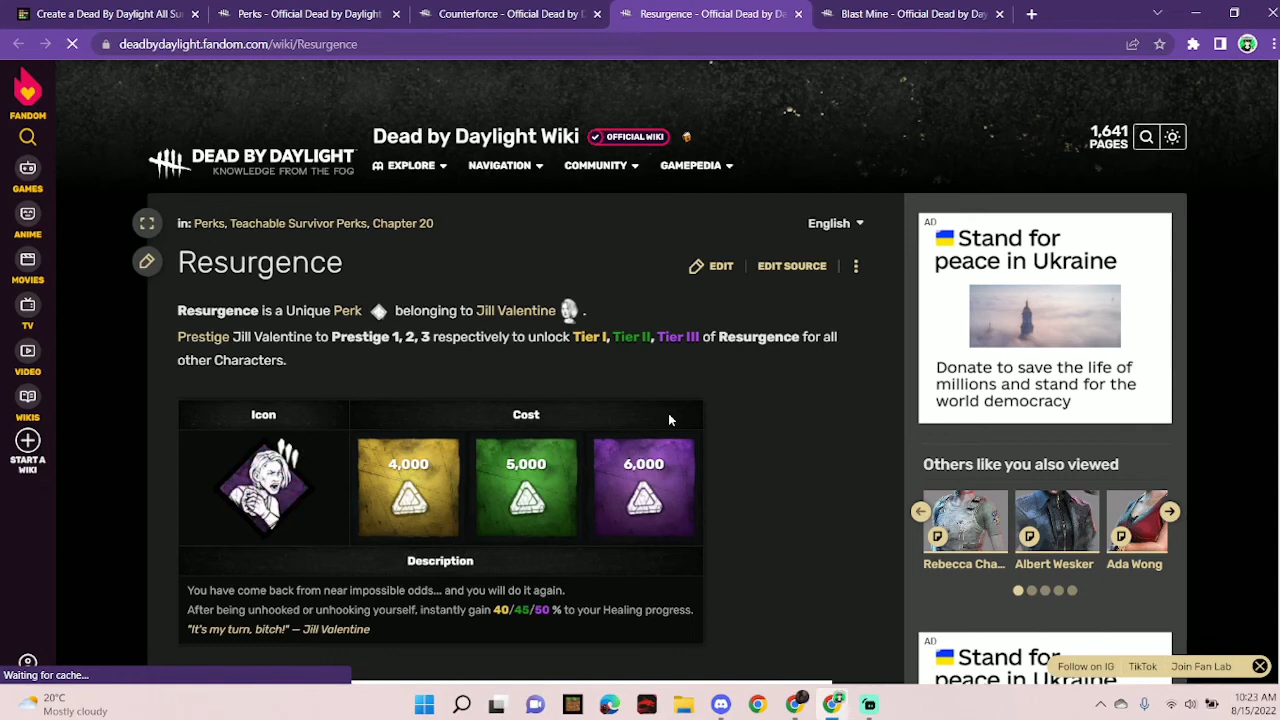 Create a Dead by Daylight All Su
Perks - Official Dead by Daylight
Counterforce - Official Dead by D
Resurgence - Official Dead by Da
Blast Mine - Official Dead by Day
deadbydaylight.fandom.com/wiki/Resurgence
FANDOM
GAMES
ANIME
MOVIES
TV
VIDEO
WIKIS
START A
WIKI
DEAD BY DAYLIGHT
KNOWLEDGE FROM THE FOG
Dead by Daylight Wiki
OFFICIAL WIKI
EXPLORE
NAVIGATION
COMMUNITY
GAMEPEDIA
1,641
PAGES
in: Perks, Teachable Survivor Perks, Chapter 20
English
Resurgence
EDIT
EDIT SOURCE
Resurgence is a Unique Perk belonging to Jill Valentine .
Prestige Jill Valentine to Prestige 1, 2, 3 respectively to unlock Tier I, Tier II, Tier III of Resurgence for all
other Characters.
Icon
Cost
4,000
5,000
6,000
Description
You have come back from near impossible odds... and you will do it again.
After being unhooked or unhooking yourself, instantly gain 40/45/50 % to your Healing progress.
"It's my turn, bitch!" — Jill Valentine
AD
Stand for
peace in Ukraine
Donate to save the life of
millions and stand for the
world democracy
Others like you also viewed
Rebecca Cha...
Albert Wesker
Ada Wong
AD
Stand for
peace in Ukraine
Follow on IG
TikTok
Join Fan Lab
Waiting for cache...
20°C
Mostly cloudy
10:23 AM
8/15/2022